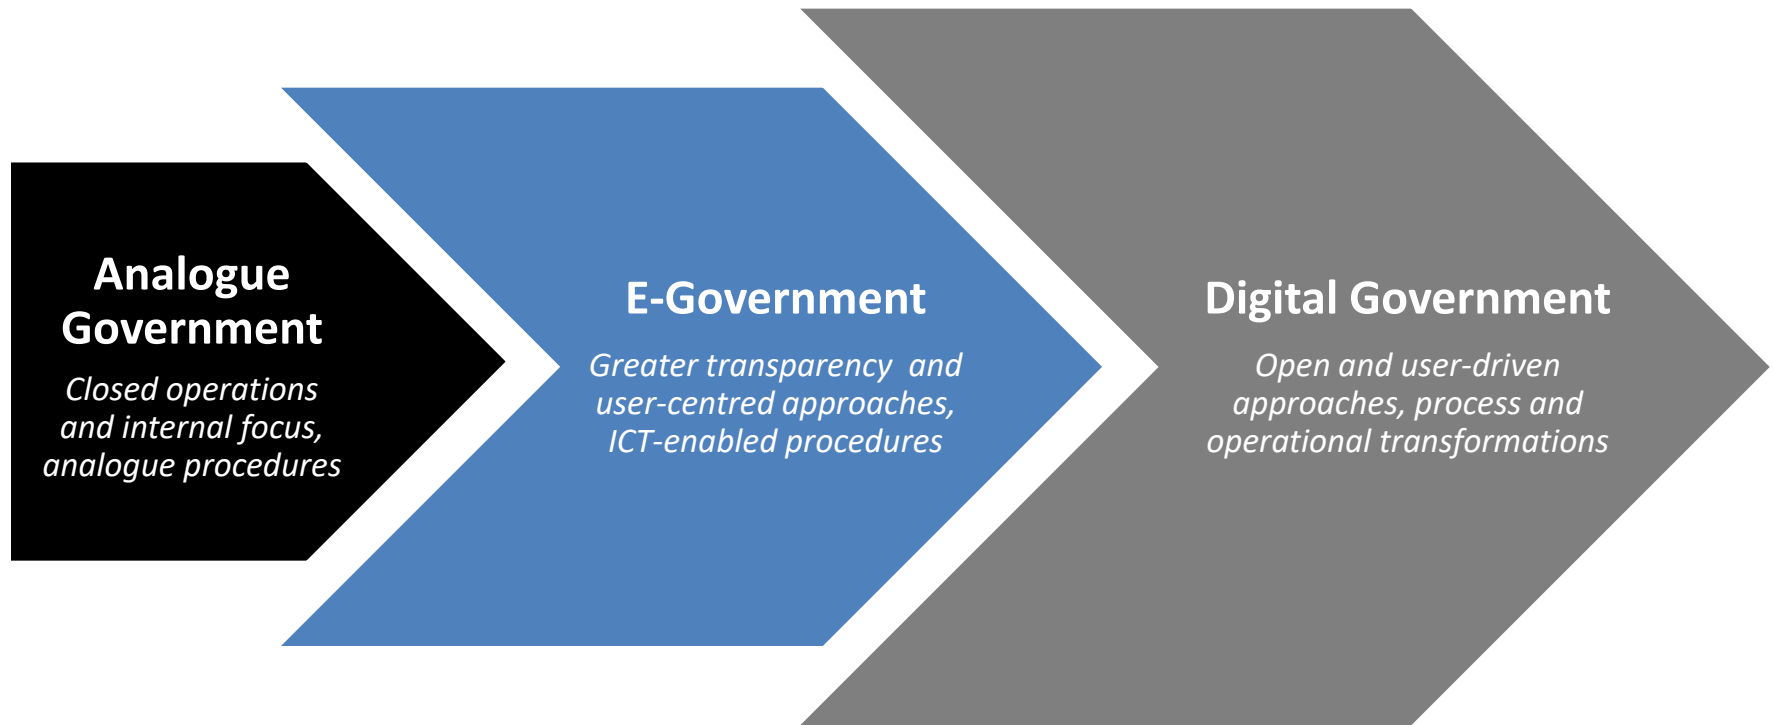 Analogue
Government
Closed operations
and internal focus,
analogue procedures
E-Government
Greater transparency and
user-centred approaches,
ICT-enabled procedures
Digital Government
Open and user-driven
approaches, process and
operational transformations